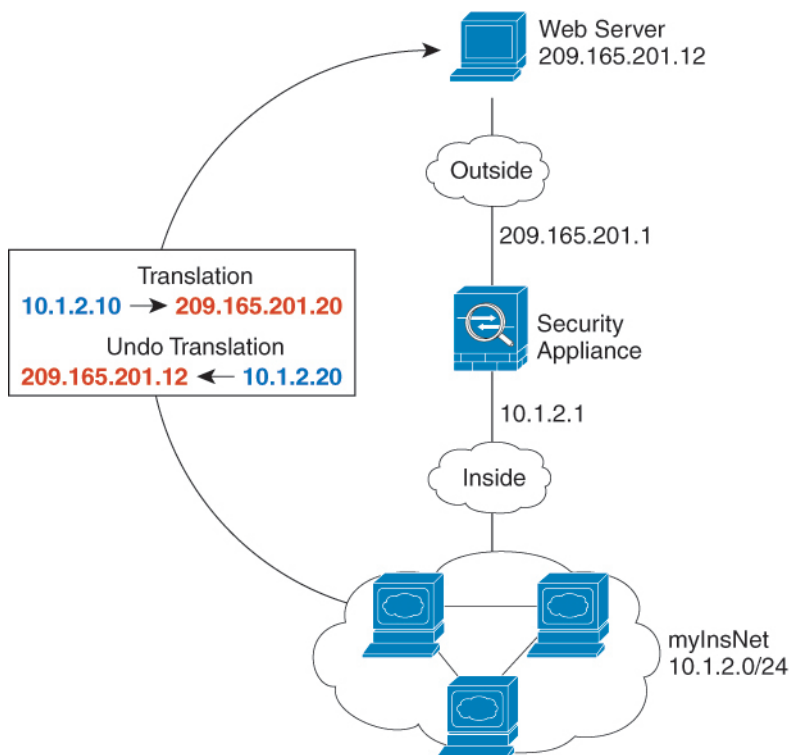 Web Server
209.165.201.12
Outside
209.165.201.1
Translation
10.1.2.10 → 209.165.201.20
Undo Translation
209.165.201.12 ← 10.1.2.20
Security
Appliance
10.1.2.1
Inside
myInsNet
10.1.2.0/24